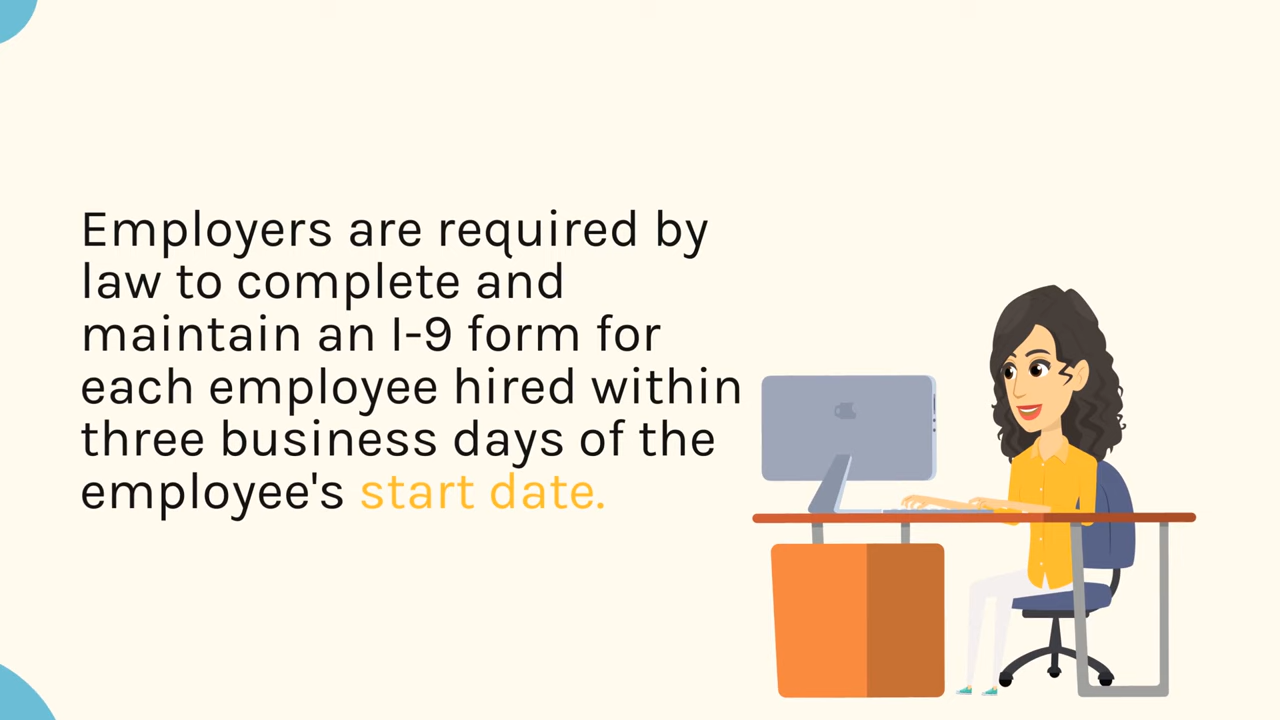 Employers are required by
law to complete and
maintain an I-9 form for
each employee hired within
three business days of the
employee's start date.